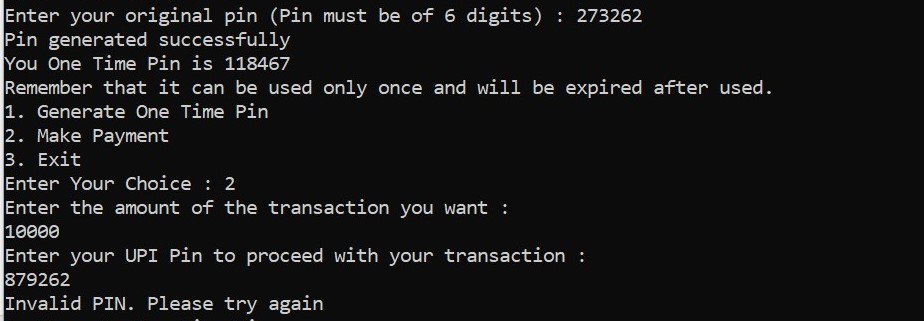 Enter your original pin (Pin must be of 6 digits) : 273262
Pin generated successfully
You One Time Pin is 118467
Remember that it can be used only once and will be expired after used.
1. Generate One Time Pin
2. Make Payment
3. Exit
Enter Your Choice : 2
Enter the amount of the transaction you want :
10000
Enter your UPI Pin to proceed with your transaction :
879262
Invalid PIN. Please try again